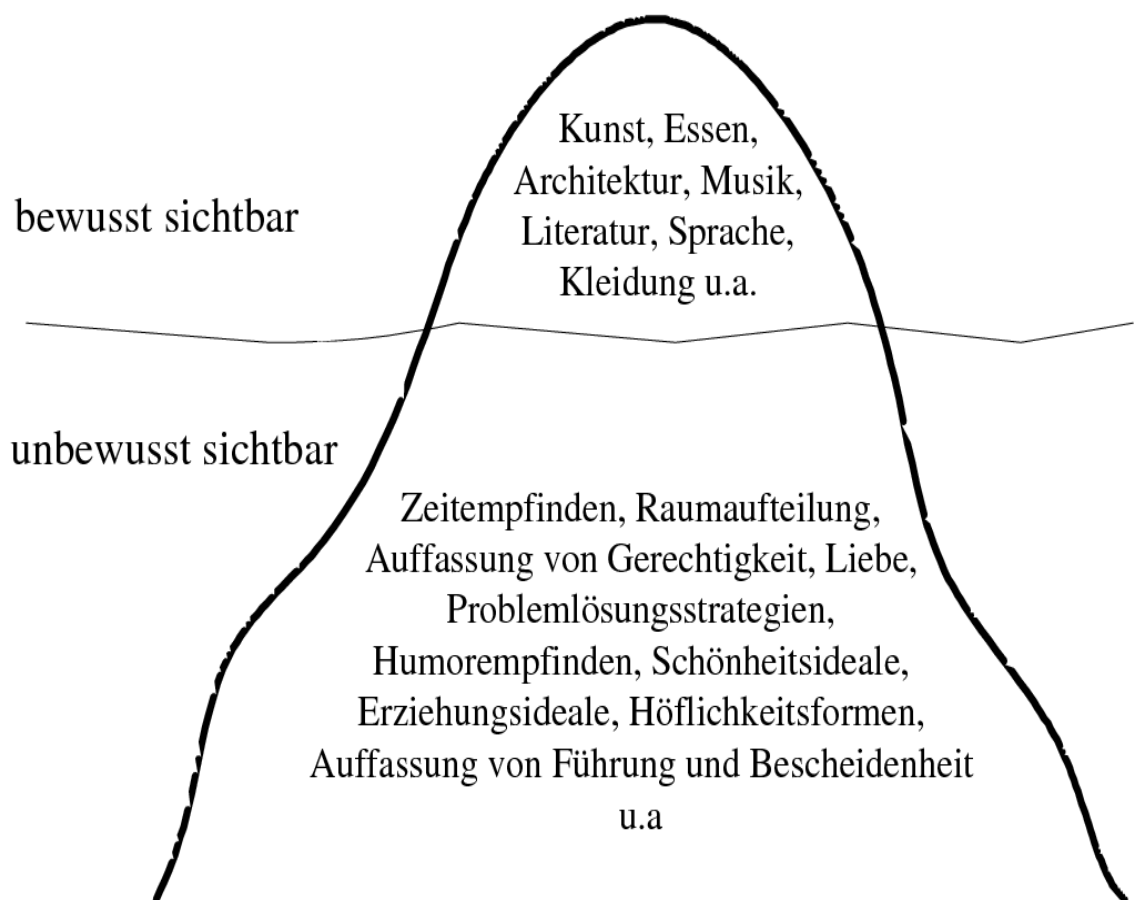 Kunst, Essen,
Architektur, Musik,
bewusst sichtbar
Literatur, Sprache,
Kleidung u.a.
unbewusst sichtbar
Zeitempfinden, Raumaufteilung,
Auffassung von Gerechtigkeit, Liebe,
Problemlösungsstrategien,
Humorempfinden, Schönheitsideale,
Erziehungsideale, Höflichkeitsformen,
Auffassung von Führung und Bescheidenheit
u.a